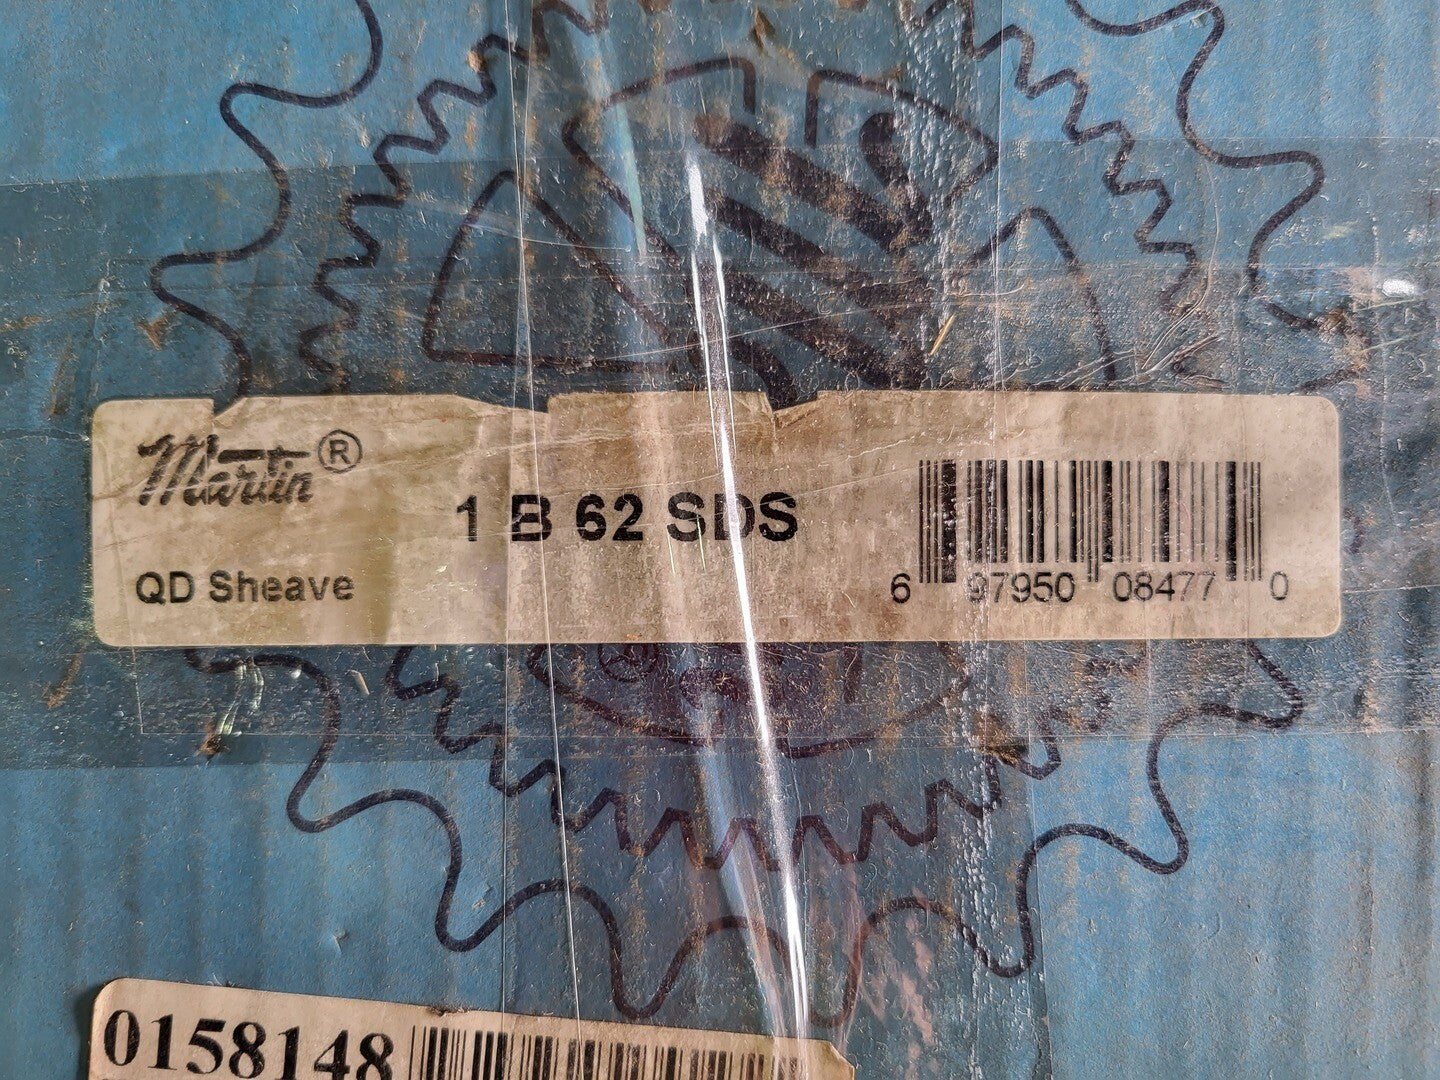 Martin®
1 B 62 SDS
QD Sheave
6 97950 08477 0
0158148